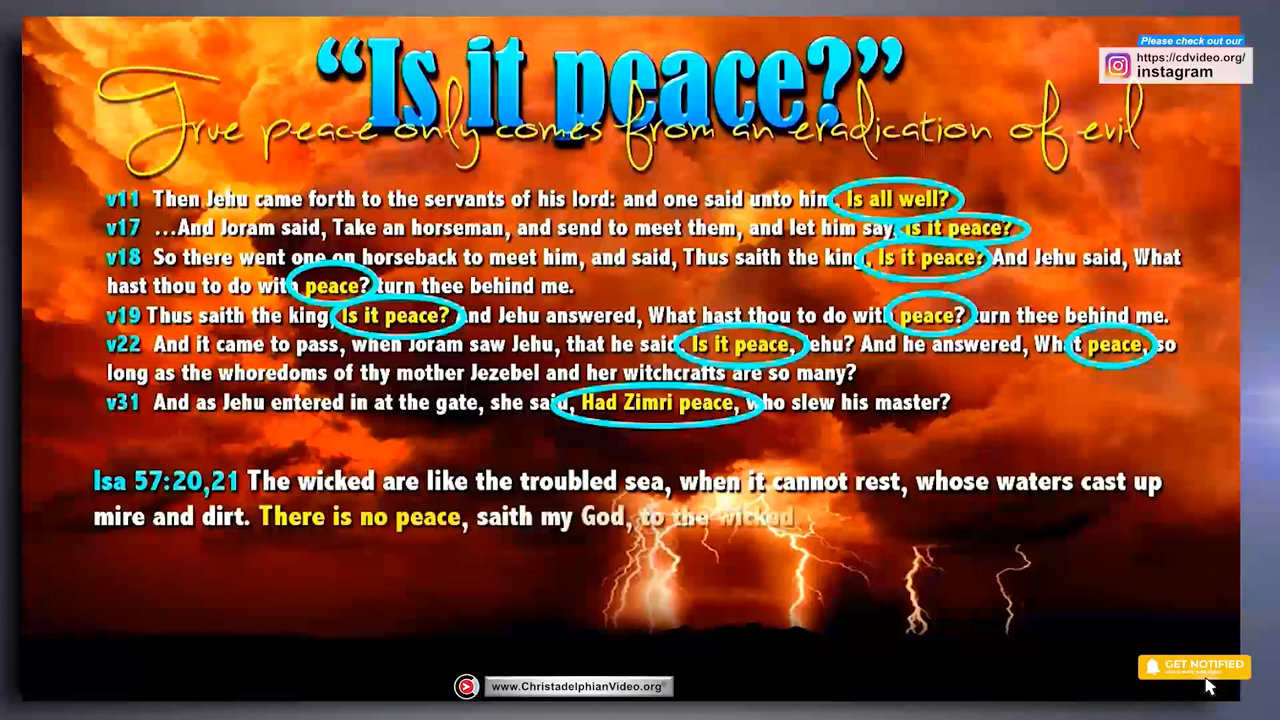 “Is it peace?”
True peace only comes from an eradication of evil
Please check out our
https://cdvideo.org/
instagram
v11 Then Jehu came forth to the servants of his lord: and one said unto him, Is all well?
v17 ...And Joram said, Take an horseman, and send to meet them, and let him say, Is it peace?
v18 So there went one on horseback to meet him, and said, Thus saith the king, Is it peace? And Jehu said, What
hast thou to do with peace? turn thee behind me.
v19 Thus saith the king, Is it peace? And Jehu answered, What hast thou to do with peace? turn thee behind me.
v22 And it came to pass, when Joram saw Jehu, that he said, Is it peace, Jehu? And he answered, What peace, so
long as the whoredoms of thy mother Jezebel and her witchcrafts are so many?
v31 And as Jehu entered in at the gate, she said, Had Zimri peace, who slew his master?
Isa 57:20,21 The wicked are like the troubled sea, when it cannot rest, whose waters cast up
mire and dirt. There is no peace, saith my God, to the wicked
GET NOTIFIED
www.ChristadelphianVideo.org